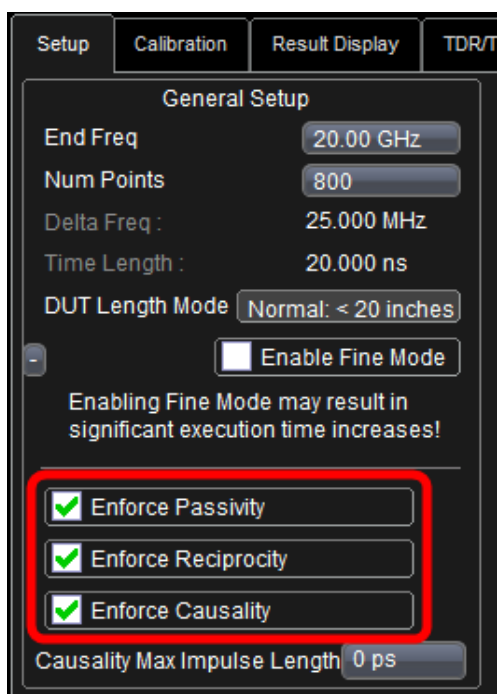 Setup Calibration Result Display TDR/T
General Setup
End Freq 20.00 GHz
Num Points 800
Delta Freq : 25.000 MHz
Time Length : 20.000 ns
DUT Length Mode Normal: < 20 inches
- Enable Fine Mode
Enabling Fine Mode may result in
significant execution time increases!
Enforce Passivity
Enforce Reciprocity
Enforce Causality
Causality Max Impulse Length 0 ps